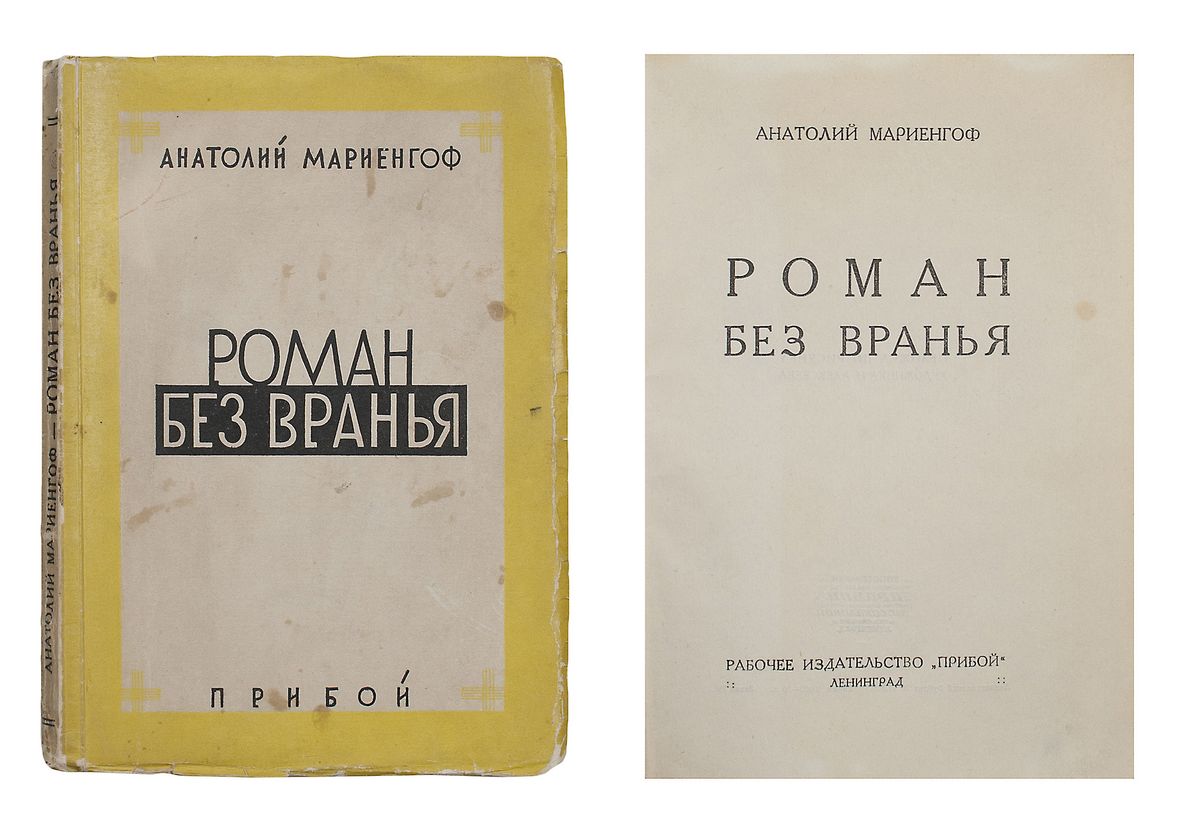 АНАТОЛИЙ МАРИЕНГОФ — РОМАН БЕЗ ВРАНЬЯ
АНАТОЛИЙ МАРИЕНГОФ
РОМАН
БЕЗ ВРАНЬЯ
ПРИБОЙ
АНАТОЛИЙ МАРИЕНГОФ
РОМАН
БЕЗ ВРАНЬЯ
РАБОЧЕЕ ИЗДАТЕЛЬСТВО „ПРИБОЙ“
:: ЛЕНИНГРАД ::